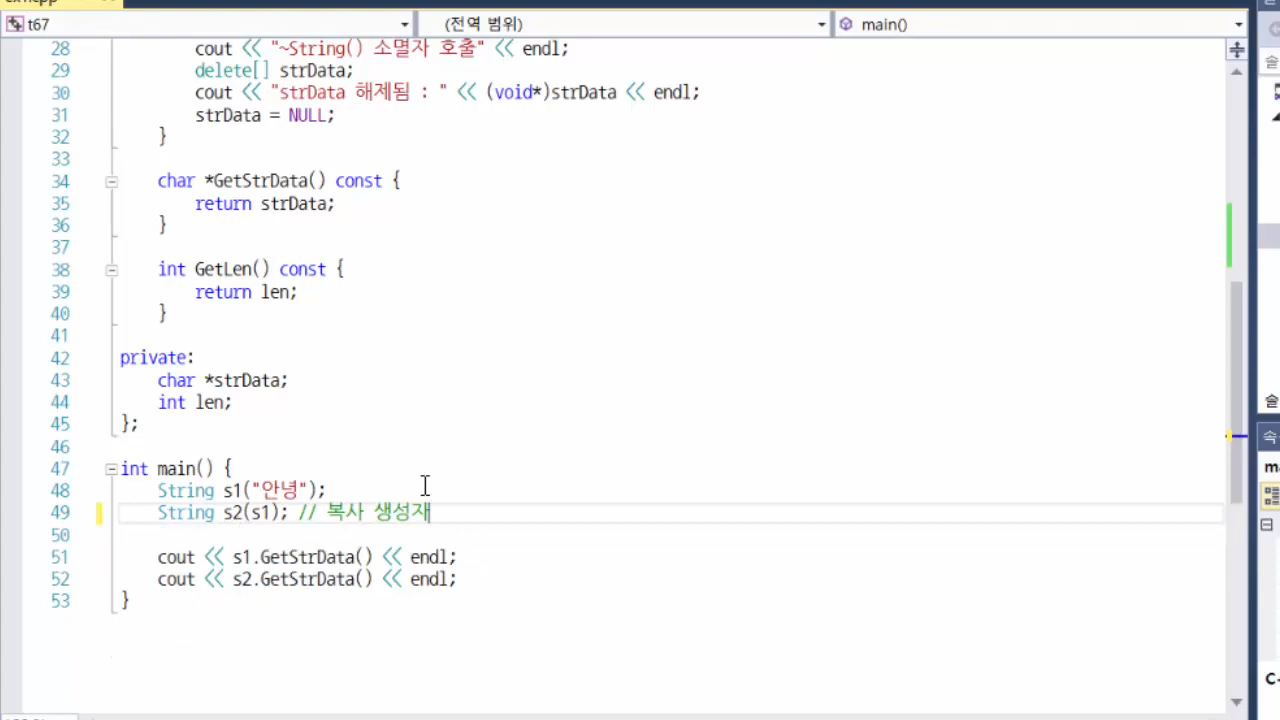 t67
(전역 범위)
main()
28 cout << "~String() 소멸자 호출" << endl;
29 delete[] strData;
30 cout << "strData 해제됨 : " << (void*)strData << endl;
31 strData = NULL;
32 }
33
34 char *GetStrData() const {
35 return strData;
36 }
37
38 int GetLen() const {
39 return len;
40 }
41
42 private:
43 char *strData;
44 int len;
45 };
46
47 int main() {
48 String s1("안녕");
49 String s2(s1); // 복사 생성재
50
51 cout << s1.GetStrData() << endl;
52 cout << s2.GetStrData() << endl;
53 }
솔
솔
속
C-